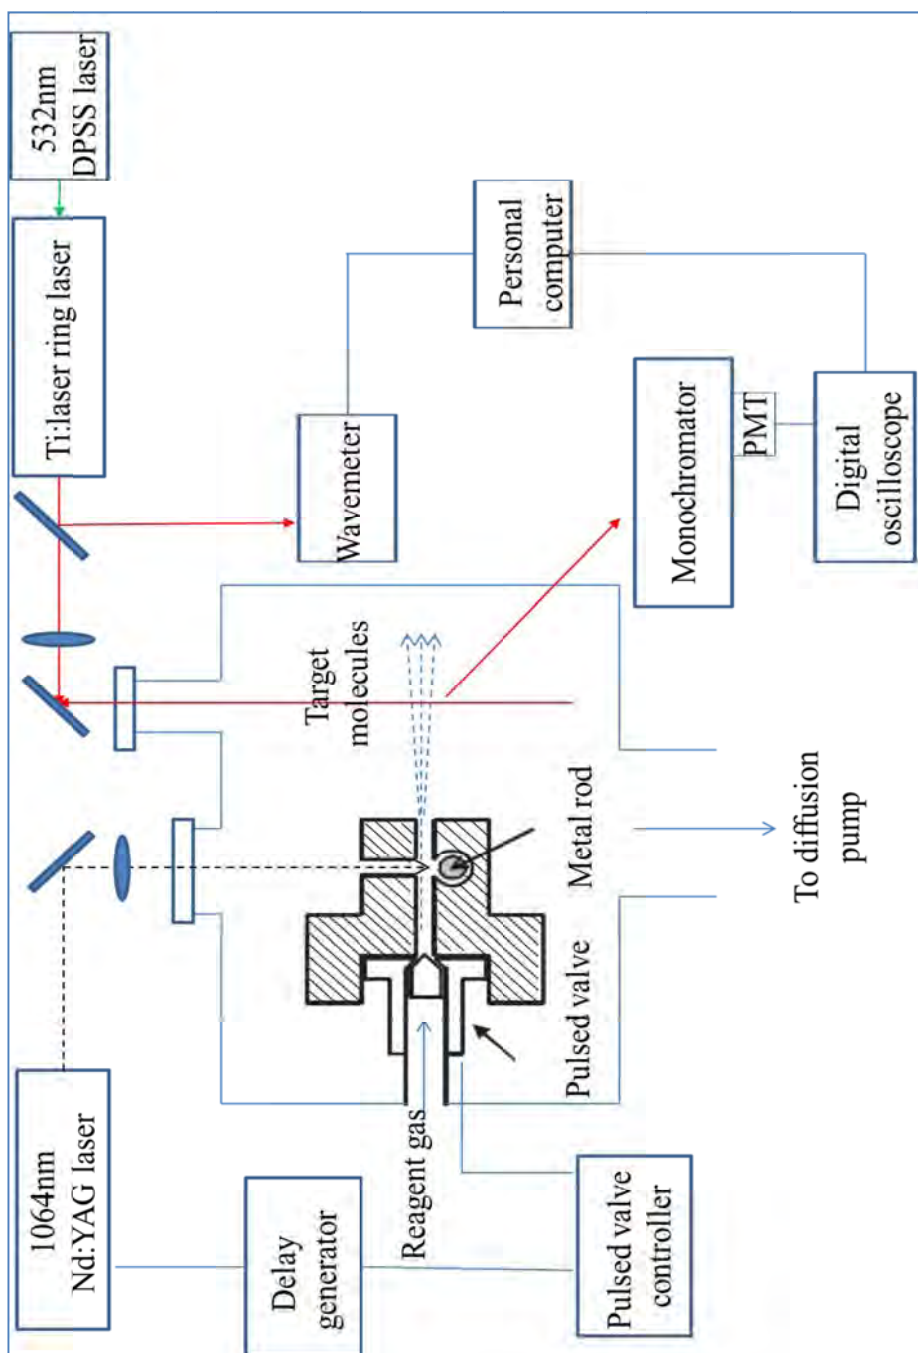 1064nm
Nd:YAG laser
Ti:laser ring laser
532nm
DPSS laser
Delay
generator
Reagent gas
Target
molecules
Wavemeter
Personal
computer
Pulsed valve
Metal rod
Pulsed valve
controller
Monochromator
PMT
To diffusion
pump
Digital
oscilloscope